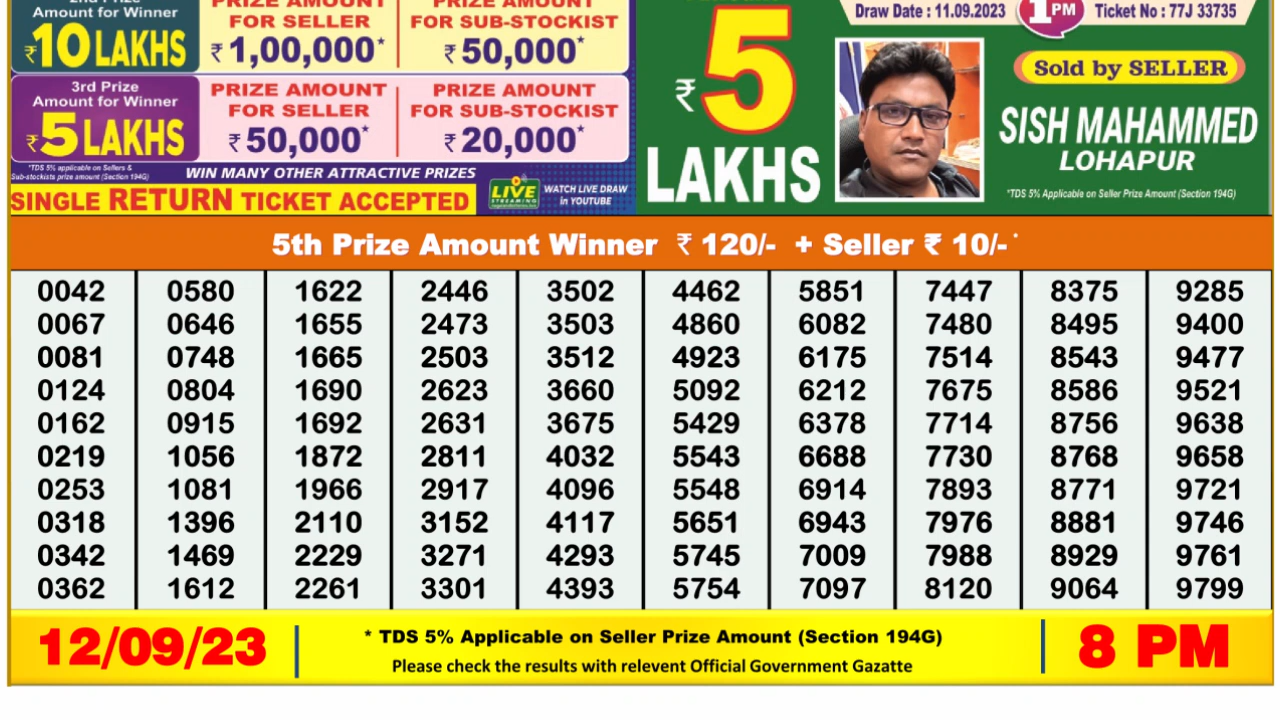 2nd Prize
Amount for Winner
₹10 LAKHS
PRIZE AMOUNT
FOR SELLER
₹ 1,00,000*
PRIZE AMOUNT
FOR SUB-STOCKIST
₹ 50,000*
3rd Prize
Amount for Winner
₹5 LAKHS
PRIZE AMOUNT
FOR SELLER
₹ 50,000*
PRIZE AMOUNT
FOR SUB-STOCKIST
₹ 20,000*
*TDS 5% applicable on Sellers &
Sub-stockists prize amount (Section 194G)
WIN MANY OTHER ATTRACTIVE PRIZES
SINGLE RETURN TICKET ACCEPTED
LIVE
STREAMING
WATCH LIVE DRAW
in YOUTUBE
₹ 5
LAKHS
Draw Date : 11.09.2023
1 PM
Ticket No : 77J 33735
Sold by SELLER
SISH MAHAMMED
LOHAPUR
*TDS 5% Applicable on Seller Prize Amount (Section 194G)
5th Prize Amount Winner ₹ 120/- + Seller ₹ 10/- *
0042 0580 1622 2446 3502 4462 5851 7447 8375 9285
0067 0646 1655 2473 3503 4860 6082 7480 8495 9400
0081 0748 1665 2503 3512 4923 6175 7514 8543 9477
0124 0804 1690 2623 3660 5092 6212 7675 8586 9521
0162 0915 1692 2631 3675 5429 6378 7714 8756 9638
0219 1056 1872 2811 4032 5543 6688 7730 8768 9658
0253 1081 1966 2917 4096 5548 6914 7893 8771 9721
0318 1396 2110 3152 4117 5651 6943 7976 8881 9746
0342 1469 2229 3271 4293 5745 7009 7988 8929 9761
0362 1612 2261 3301 4393 5754 7097 8120 9064 9799
12/09/23
* TDS 5% Applicable on Seller Prize Amount (Section 194G)
Please check the results with relevent Official Government Gazatte
8 PM